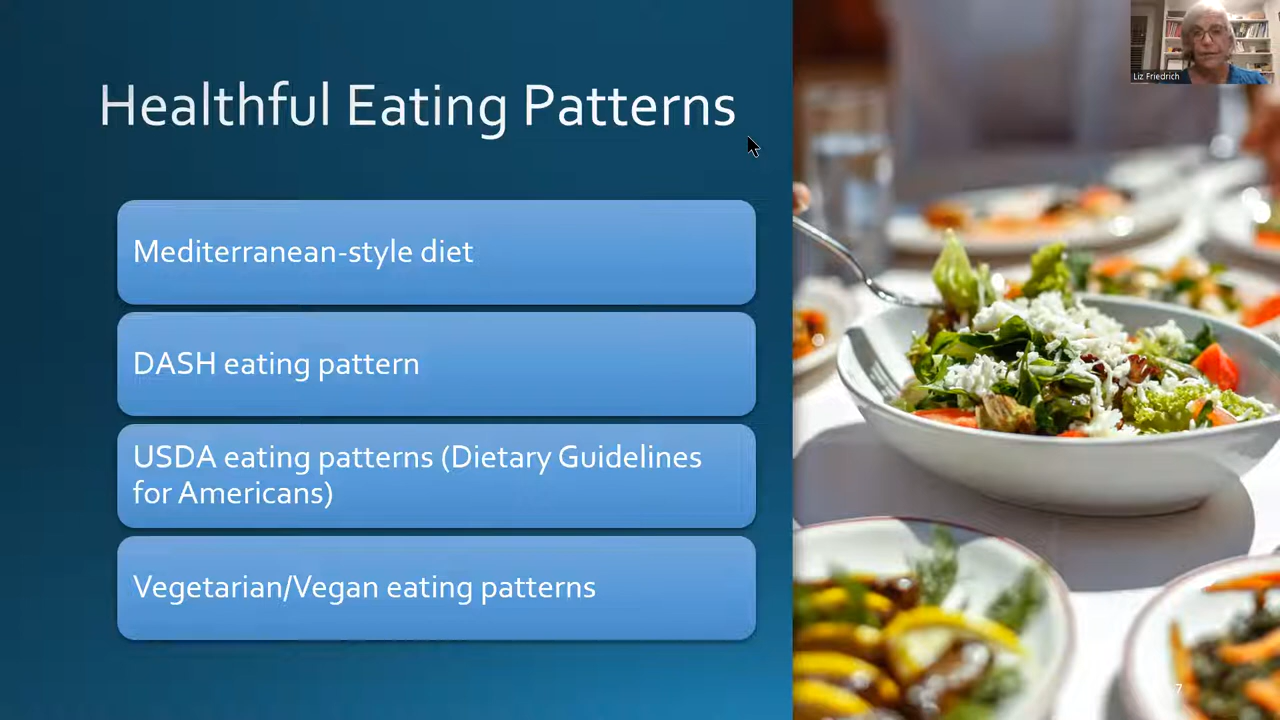 Liz Friedrich
Healthful Eating Patterns
Mediterranean-style diet
DASH eating pattern
USDA eating patterns (Dietary Guidelines
for Americans)
Vegetarian/Vegan eating patterns
7